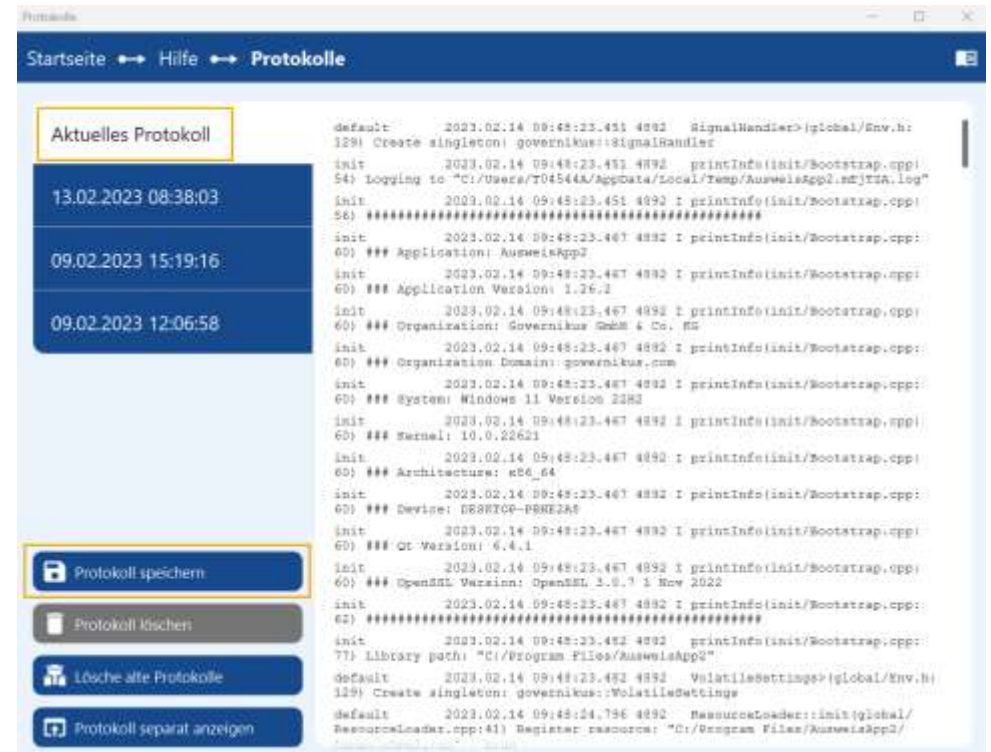 Protokolle
Startseite Hilfe Protokolle
Aktuelles Protokoll
13.02.2023 08:38:03
09.02.2023 15:19:16
09.02.2023 12:06:58
Protokoll speichern
Protokoll löschen
Lösche alte Protokolle
Protokoll separat anzeigen
default 2023.02.14 09:48:23.451 4892 SignalHandler>(global/Env.h:
129) Create singleton: governikus::SignalHandler
init 2023.02.14 09:48:23.451 4892 printInfo(init/Bootstrap.cpp:
54) Logging to "C:/Users/T04544A/AppData/Local/Temp/AusweisApp2.mEjTZA.log"
init 2023.02.14 09:48:23.451 4892 I printInfo(init/Bootstrap.cpp:
56) #################################################
init 2023.02.14 09:48:23.467 4892 I printInfo(init/Bootstrap.cpp:
60) ### Application: AusweisApp2
init 2023.02.14 09:48:23.467 4892 I printInfo(init/Bootstrap.cpp:
60) ### Application Version: 1.26.2
init 2023.02.14 09:48:23.467 4892 I printInfo(init/Bootstrap.cpp:
60) ### Organization: Governikus GmbH & Co. KG
init 2023.02.14 09:48:23.467 4892 I printInfo(init/Bootstrap.cpp:
60) ### Organization Domain: governikus.com
init 2023.02.14 09:48:23.467 4892 I printInfo(init/Bootstrap.cpp:
60) ### System: Windows 11 Version 22H2
init 2023.02.14 09:48:23.467 4892 I printInfo(init/Bootstrap.cpp:
60) ### Kernel: 10.0.22621
init 2023.02.14 09:48:23.467 4892 I printInfo(init/Bootstrap.cpp:
60) ### Architecture: x86_64
init 2023.02.14 09:48:23.467 4892 I printInfo(init/Bootstrap.cpp:
60) ### Device:
init 2023.02.14 09:48:23.467 4892 I printInfo(init/Bootstrap.cpp:
60) ### Qt Version: 6.4.1
init 2023.02.14 09:48:23.467 4892 I printInfo(init/Bootstrap.cpp:
60) ### OpenSSL Version: OpenSSL 3.0.7 1 Nov 2022
init 2023.02.14 09:48:23.467 4892 I printInfo(init/Bootstrap.cpp:
62) #################################################
init 2023.02.14 09:48:23.482 4892 printInfo(init/Bootstrap.cpp:
77) Library path: "C:/Program Files/AusweisApp2"
default 2023.02.14 09:48:23.482 4892 VolatileSettings>(global/Env.h:
129) Create singleton: governikus::VolatileSettings
default 2023.02.14 09:48:24.796 4892 ResourceLoader::init(global/
ResourceLoader.cpp:41) Register resource: "C:/Program Files/AusweisApp2/